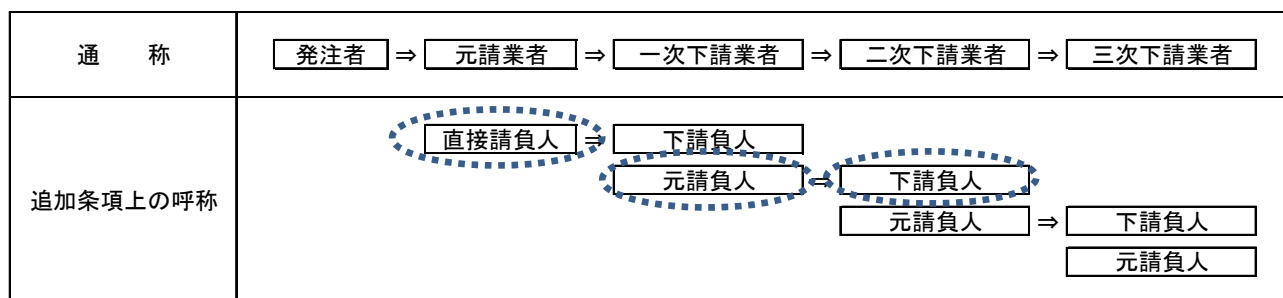 通　　称　発注者 ⇒ 元請業者 ⇒ 一次下請業者 ⇒ 二次下請業者 ⇒ 三次下請業者
直接請負人 ⇒ 下請負人
元請負人 ⇒ 下請負人
追加条項上の呼称
元請負人 ⇒ 下請負人
元請負人